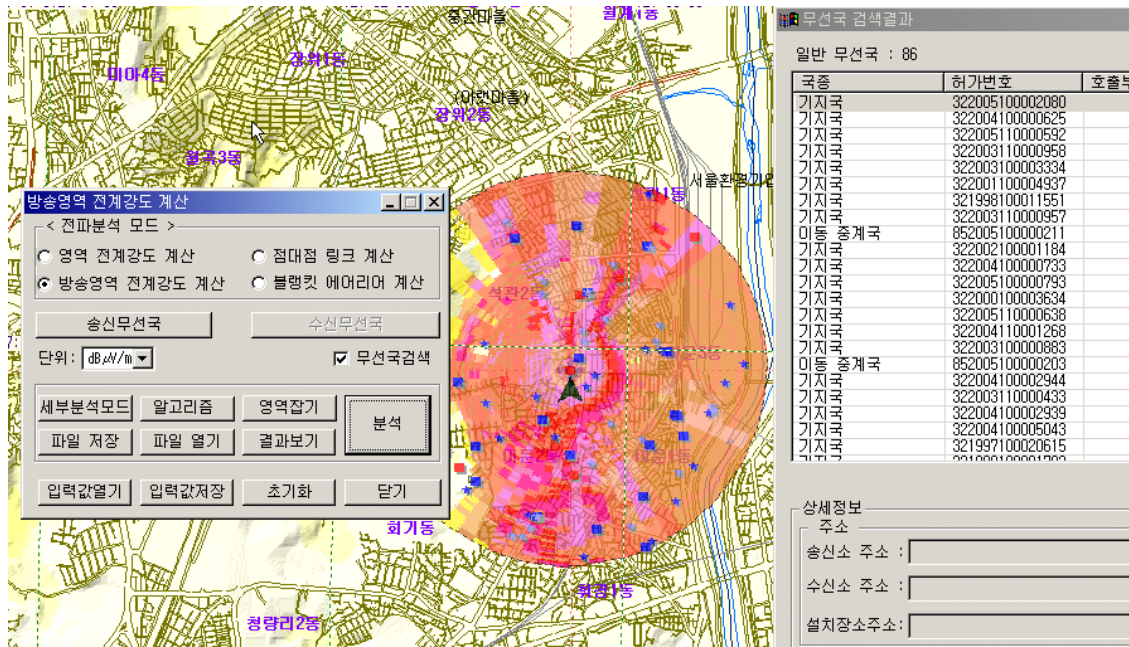 중간마을
월계1동
장위1동
미아4동
(아랫마을)
장위2동
월곡3동
석관2동
이문3동
이문2동
이문1동
회기동
휘경1동
청량리2동
방송영역 전계강도 계산
< 전파분석 모드 >
영역 전계강도 계산 점대점 링크 계산
방송영역 전계강도 계산 블랭킷 에어리어 계산
송신무선국 수신무선국
단위: dBμV/m 무선국검색
세부분석모드 알고리즘 영역잡기 분석
파일 저장 파일 열기 결과보기
입력값열기 입력값저장 초기화 닫기
무선국 검색결과
일반 무선국 : 86
국종 허가번호
기지국 322005100002080
기지국 322004100000625
기지국 322005110000592
기지국 322003110000958
기지국 322003100003334
기지국 322001100004937
기지국 321998100011551
기지국 322003110000957
이동 중계국 852005100000211
기지국 322002100001184
기지국 322004100000733
기지국 322005100000793
기지국 322000100003634
기지국 322005110000638
기지국 322004110001268
기지국 322003100000883
이동 중계국 852005100000203
기지국 322004100002944
기지국 322003110000433
기지국 322004100002939
기지국 322004100005043
기지국 321997100020615
상세정보
주소
송신소 주소 :
수신소 주소 :
설치장소주소: